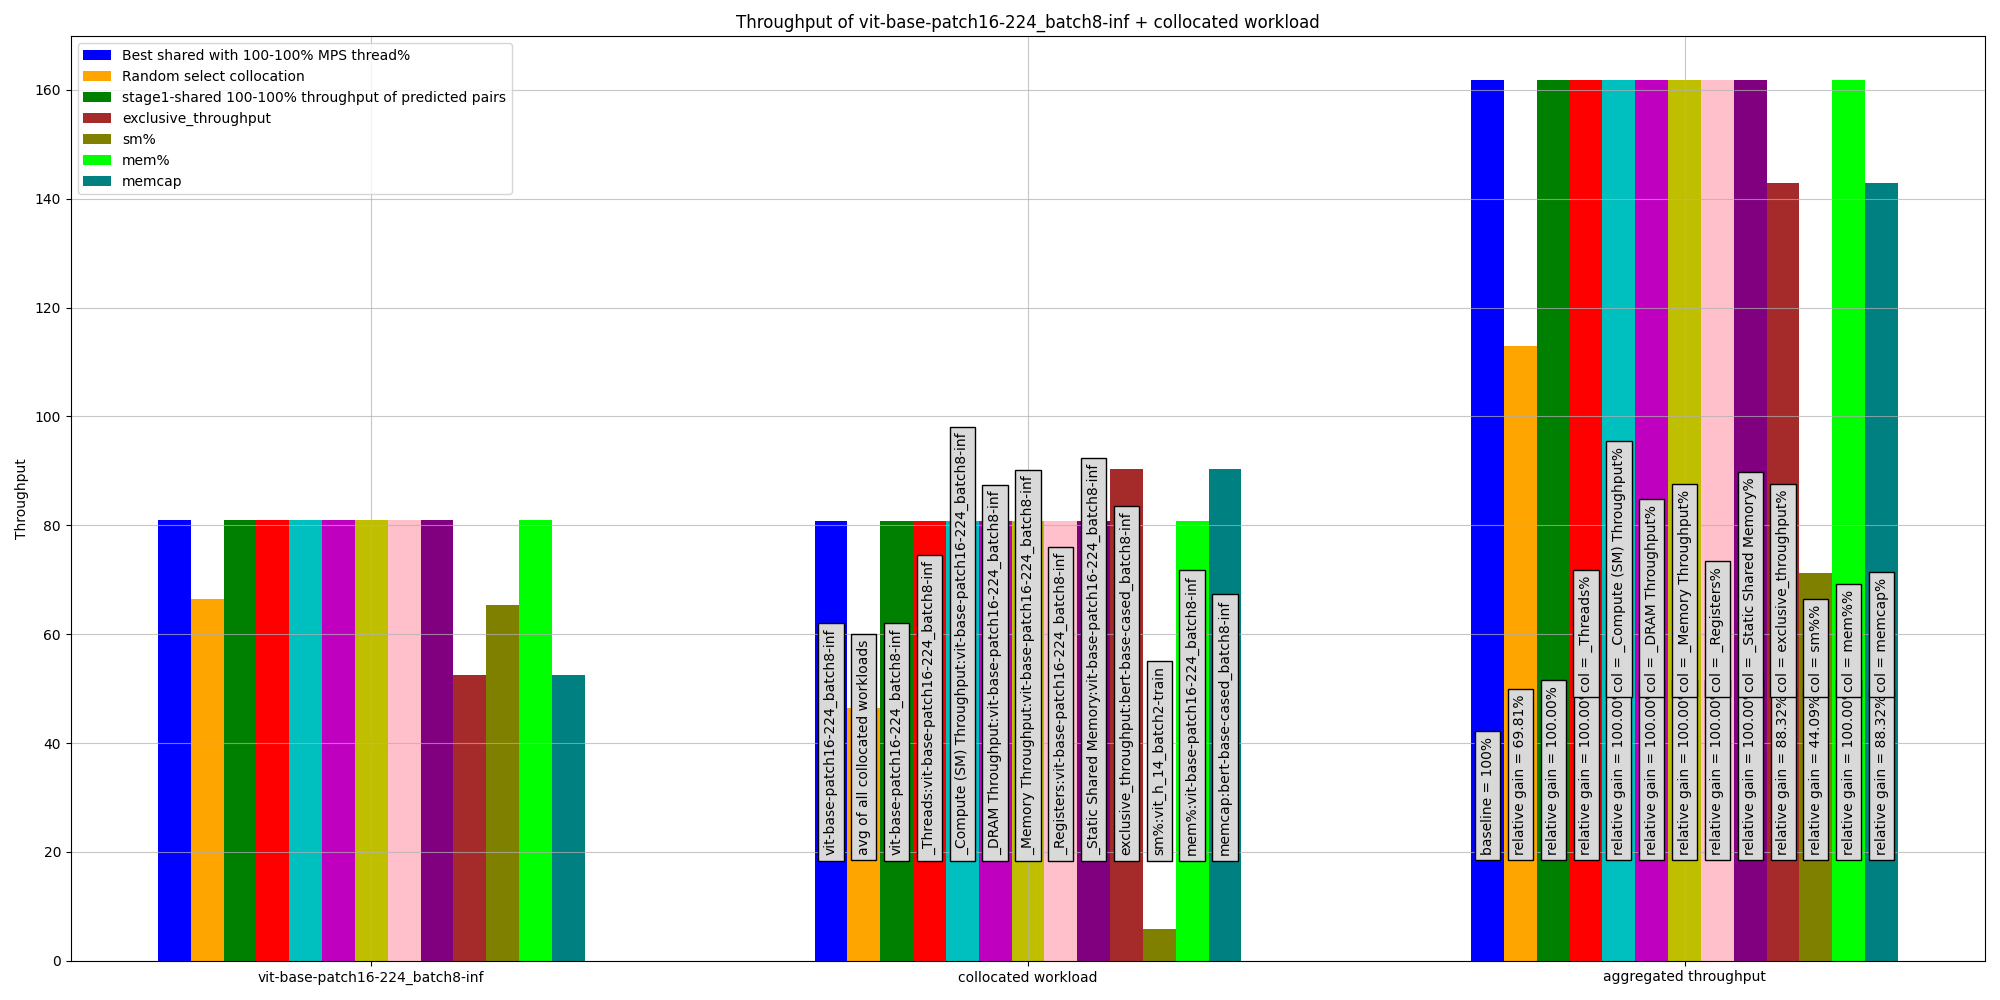 Throughput of vit-base-patch16-224_batch8-inf + collocated workload
Best shared with 100-100% MPS thread%
Random select collocation
stage1-shared 100-100% throughput of predicted pairs
exclusive_throughput
sm%
mem%
memcap
Throughput
160
140
120
100
80
60
40
20
0
vit-base-patch16-224_batch8-inf
avg of all collocated workloads
vit-base-patch16-224_batch8-inf
_Threads:vit-base-patch16-224_batch8-inf
_Compute (SM) Throughput:vit-base-patch16-224_batch8-inf
_DRAM Throughput:vit-base-patch16-224_batch8-inf
_Memory Throughput:vit-base-patch16-224_batch8-inf
_Registers:vit-base-patch16-224_batch8-inf
_Static Shared Memory:vit-base-patch16-224_batch8-inf
exclusive_throughput:bert-base-cased_batch8-inf
sm%:vit_h_14_batch2-train
mem%:vit-base-patch16-224_batch8-inf
memcap:bert-base-cased_batch8-inf
baseline = 100%
relative gain = 69.81%
relative gain = 100.00%
relative gain = 100.00
col = _Threads%
relative gain = 100.00
col = _Compute (SM) Throughput%
relative gain = 100.00
col = _DRAM Throughput%
relative gain = 100.00
col = _Memory Throughput%
relative gain = 100.00
col = _Registers%
relative gain = 100.00
col = _Static Shared Memory%
relative gain = 88.32%
col = exclusive_throughput%
relative gain = 44.09%
col = sm%%
relative gain = 100.00
col = mem%%
relative gain = 88.32%
col = memcap%
vit-base-patch16-224_batch8-inf
collocated workload
aggregated throughput